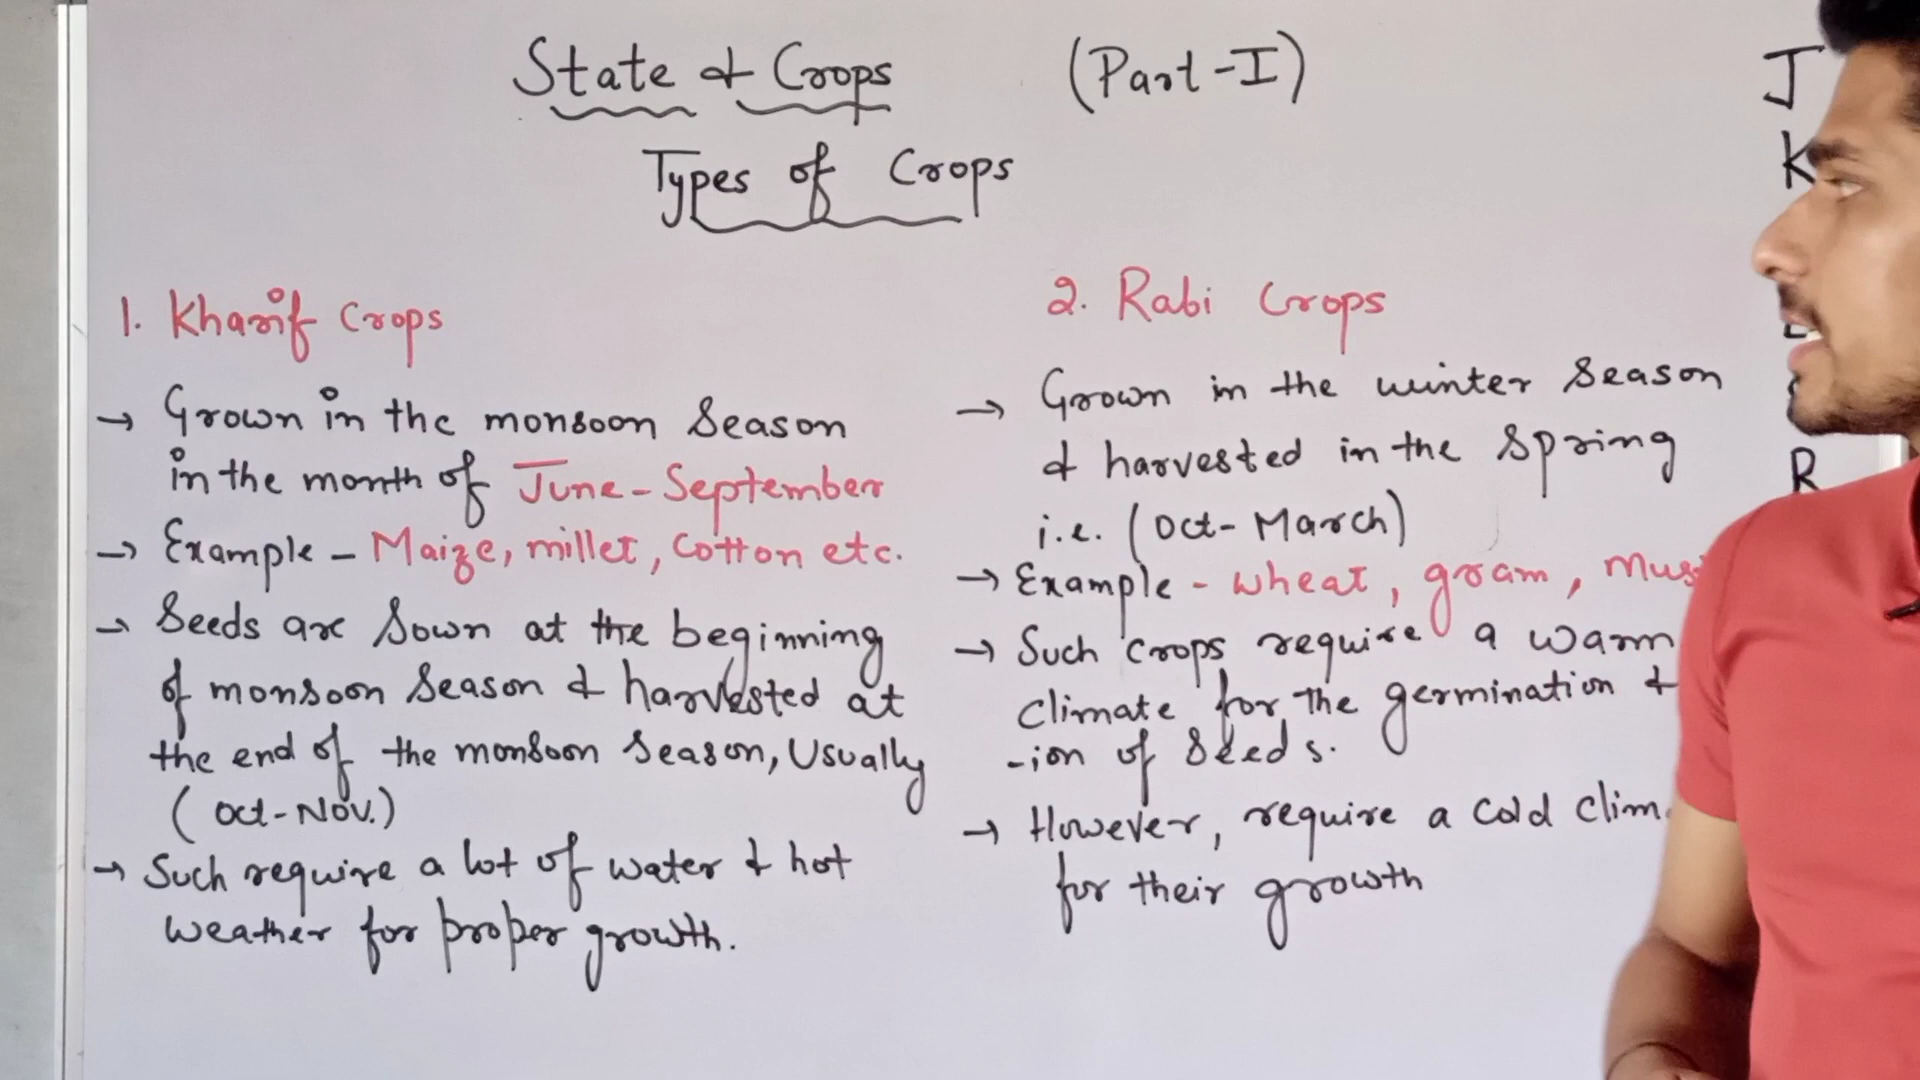 State & Crops (Part-I)
Types of Crops
1. Kharif Crops
→ Grown in the monsoon Season
in the month of June-September
→ Example - Maize, millet, Cotton etc.
→ Seeds are Sown at the beginning
of monsoon Season & harvested at
the end of the monsoon Season, Usually
(Oct-Nov.)
→ Such require a lot of water & hot
weather for proper growth.
2. Rabi Crops
→ Grown in the winter Season
& harvested in the Spring
i.e. (Oct-March)
→ Example - wheat, gram,
→ Such crops require a warm
climate for the germination &
-ion of Seeds.
→ However, require a Cold
for their growth
J
K
R